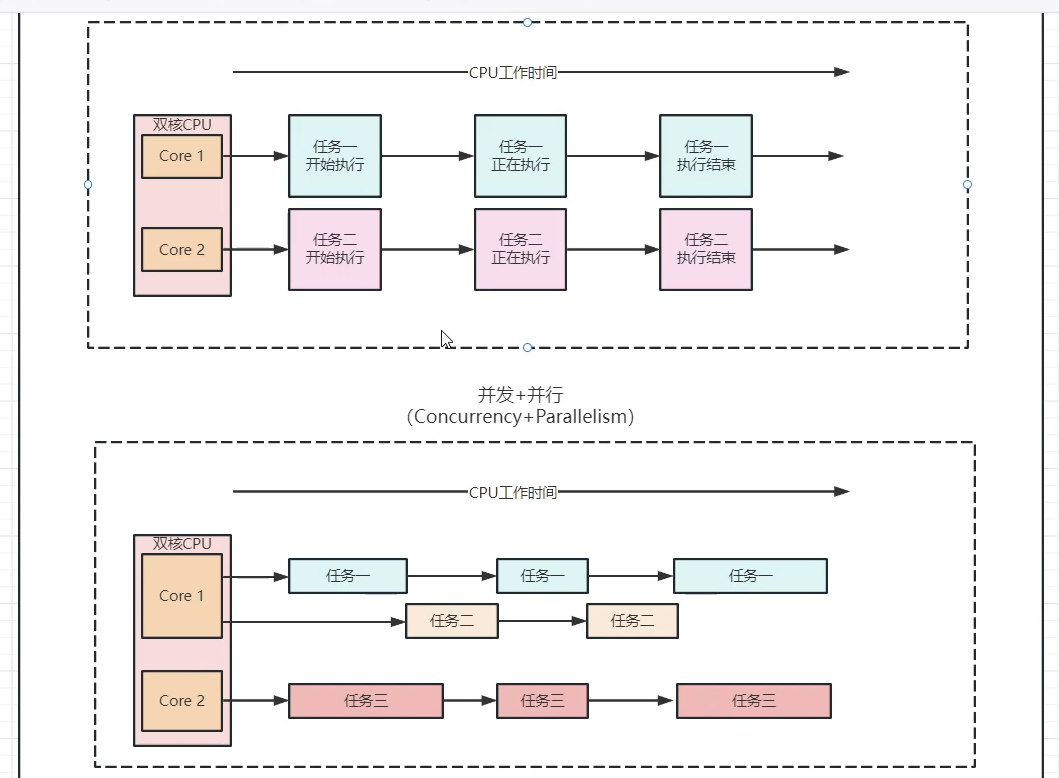 CPU工作时间
双核CPU
Core 1
任务一
开始执行
任务一
正在执行
任务一
执行结束
Core 2
任务二
开始执行
任务二
正在执行
任务二
执行结束
并发+并行
(Concurrency+Parallelism)
CPU工作时间
双核CPU
Core 1
任务一
任务一
任务一
任务二
任务二
Core 2
任务三
任务三
任务三